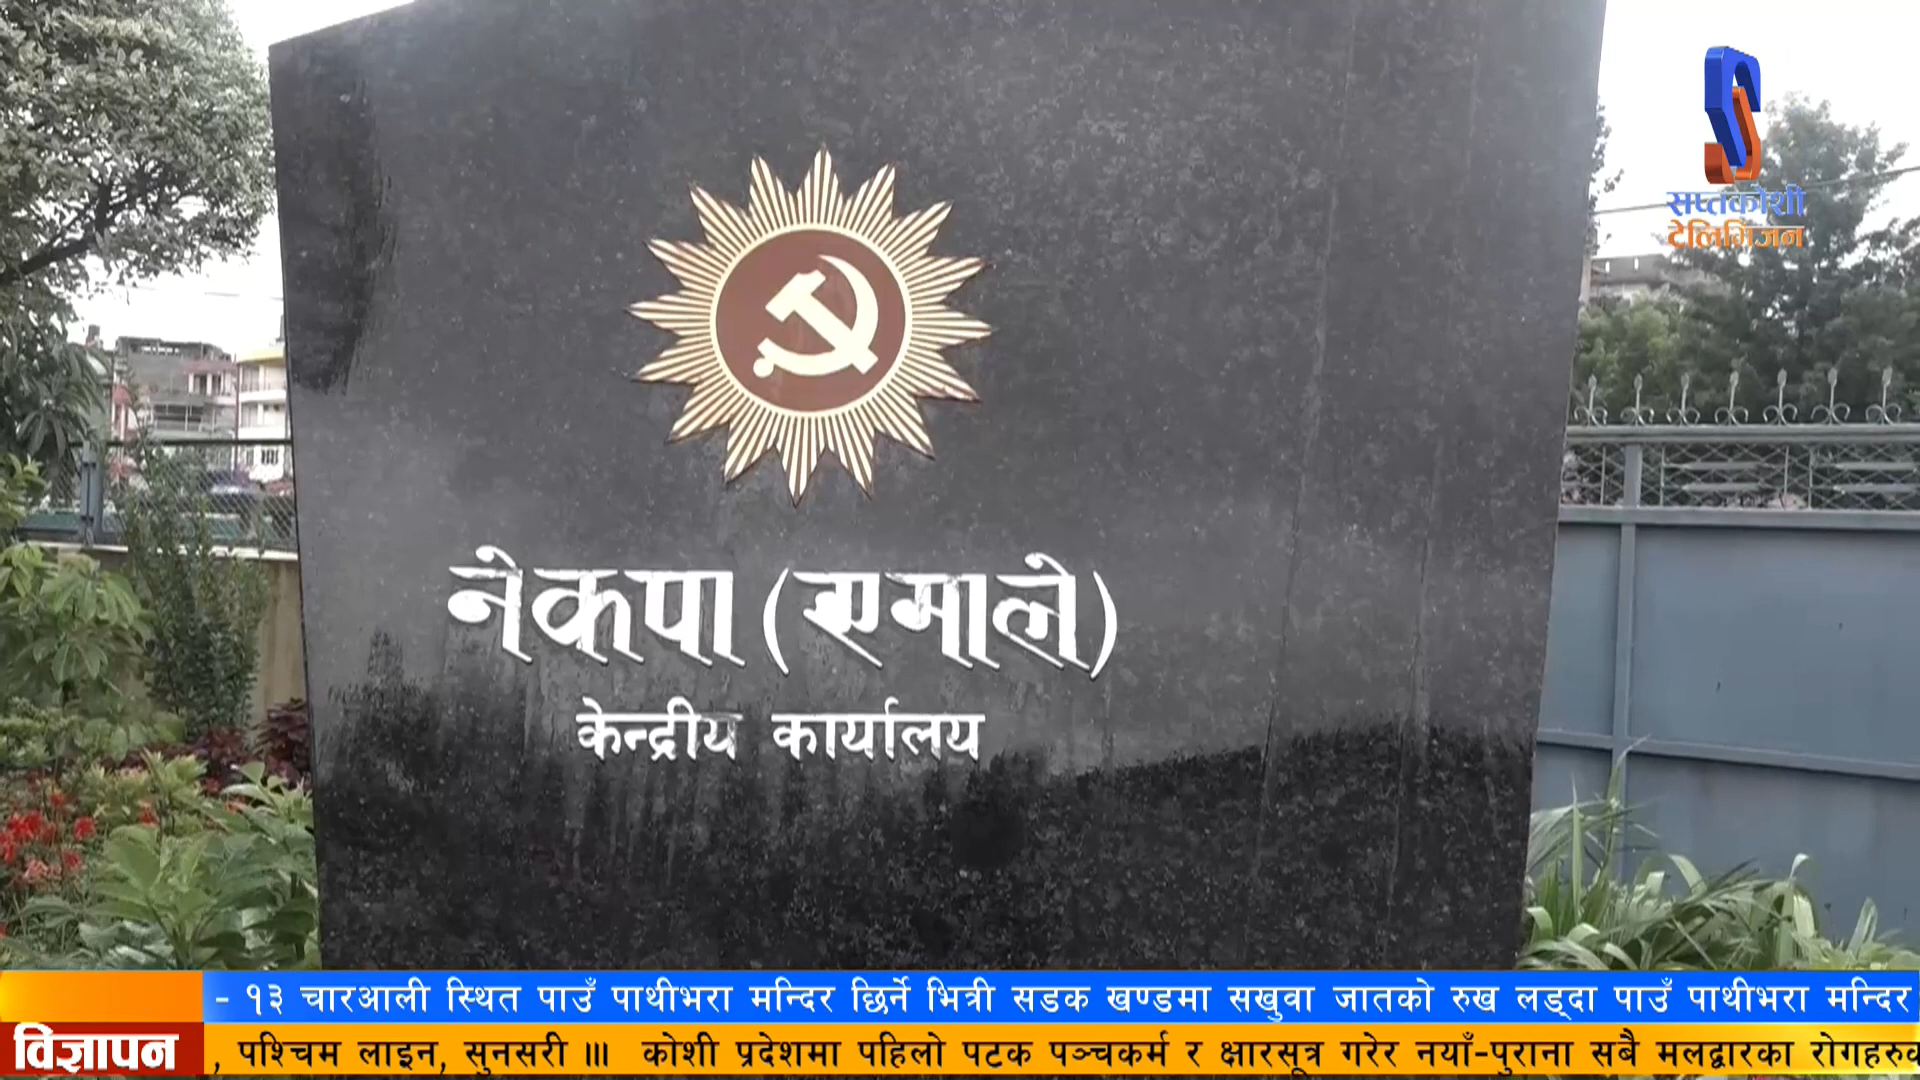 सप्तकोशी
टेलिभिजन
नेकपा (एमाले)
केन्द्रीय कार्यालय
- १३ चारआली स्थित पाउँ पाथीभरा मन्दिर छिर्ने भित्री सडक खण्डमा सखुवा जातको रुख लड्दा पाउँ पाथीभरा मन्दिर
विज्ञापन
, पश्चिम लाइन, सुनसरी ॥। कोशी प्रदेशमा पहिलो पटक पञ्चकर्म र क्षारसूत्र गरेर नयाँ-पुराना सबै मलद्वारका